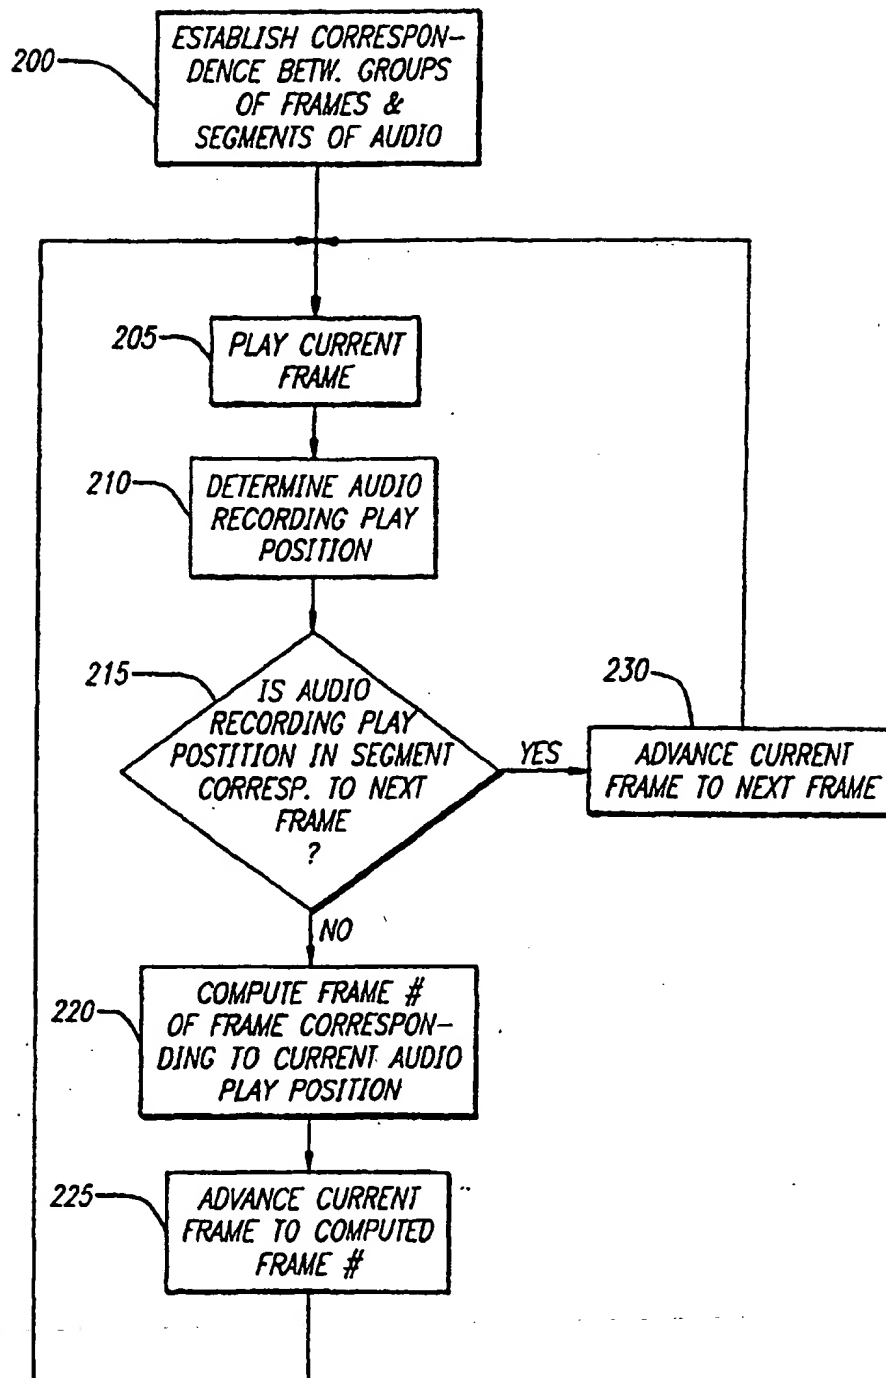 200
ESTABLISH CORRESPON-
DENCE BETW. GROUPS
OF FRAMES &
SEGMENTS OF AUDIO
205
PLAY CURRENT
FRAME
210
DETERMINE AUDIO
RECORDING PLAY
POSITION
215
IS AUDIO
RECORDING PLAY
POSTITION IN SEGMENT
CORRESP. TO NEXT
FRAME
?
YES
230
ADVANCE CURRENT
FRAME TO NEXT FRAME
NO
220
COMPUTE FRAME #
OF FRAME CORRESPON-
DING TO CURRENT AUDIO
PLAY POSITION
225
ADVANCE CURRENT
FRAME TO COMPUTED
FRAME #